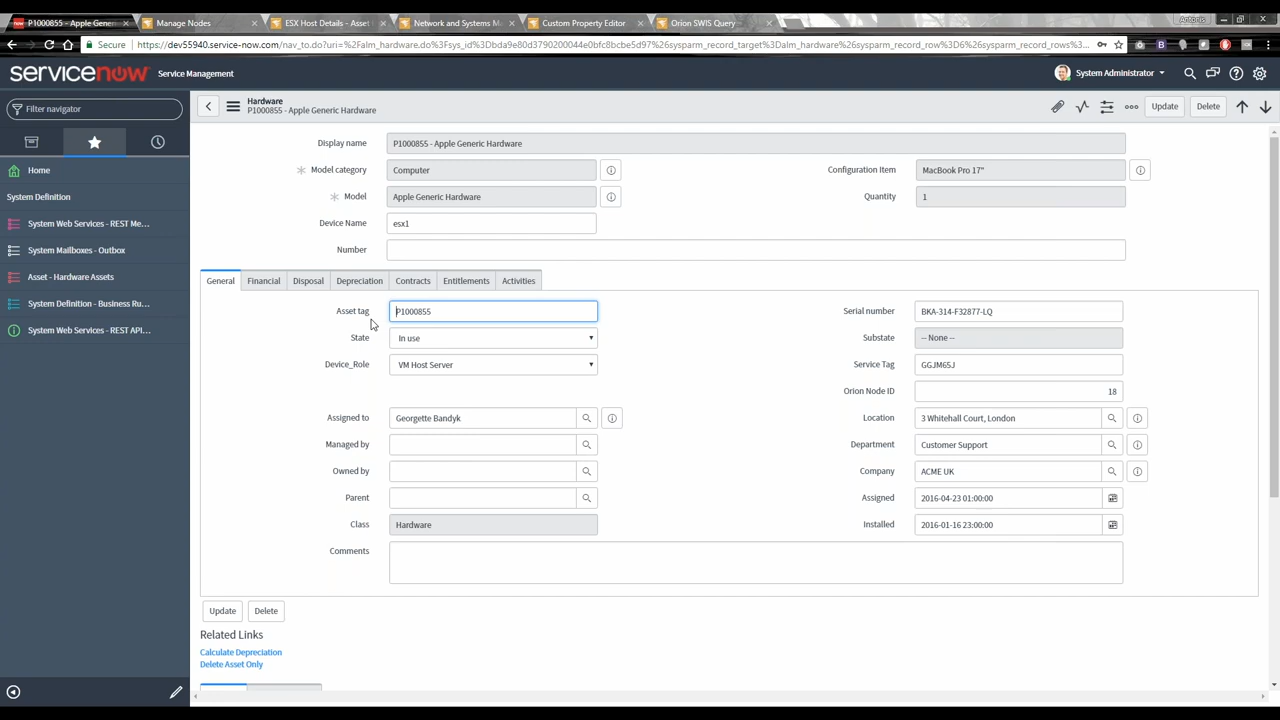 P1000855 - Apple Gener
Manage Nodes
ESX Host Details - Asset
Network and Systems M
Custom Property Editor
Orion SWIS Query
Antonis
Secure
https://dev55940.service-now.com/nav_to.do?uri=%2Falm_hardware.do%3Fsys_id%3Dbda9e80d3790200044e0bfc8bcbe5d97%26sysparm_record_target%3Dalm_hardware%26sysparm_record_row%3D6%26sysparm_record_rows%3...
servicenow
Service Management
System Administrator
Filter navigator
Home
System Definition
System Web Services - REST Me...
System Mailboxes - Outbox
Asset - Hardware Assets
System Definition - Business Ru...
System Web Services - REST API...
Hardware
P1000855 - Apple Generic Hardware
Update
Delete
Display name
P1000855 - Apple Generic Hardware
Model category
Computer
Configuration Item
MacBook Pro 17"
Model
Apple Generic Hardware
Quantity
1
Device Name
esx1
Number
General
Financial
Disposal
Depreciation
Contracts
Entitlements
Activities
Asset tag
P1000855
Serial number
BKA-314-F32877-LQ
State
In use
Substate
-- None --
Device_Role
VM Host Server
Service Tag
GGJM65J
Orion Node ID
18
Assigned to
Georgette Bandyk
Location
3 Whitehall Court, London
Managed by
Department
Customer Support
Owned by
Company
ACME UK
Parent
Assigned
2016-04-23 01:00:00
Class
Hardware
Installed
2016-01-16 23:00:00
Comments
Update
Delete
Related Links
Calculate Depreciation
Delete Asset Only